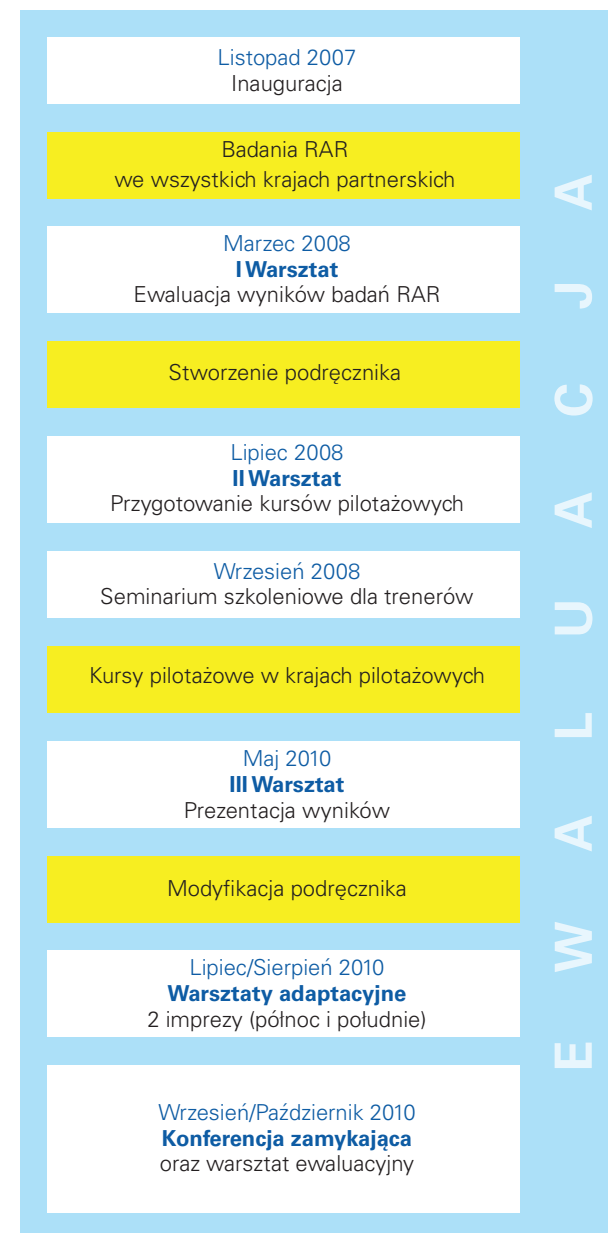 Listopad 2007
Inauguracja
Badania RAR
we wszystkich krajach partnerskich
Marzec 2008
I Warsztat
Ewaluacja wyników badań RAR
Stworzenie podręcznika
Lipiec 2008
II Warsztat
Przygotowanie kursów pilotażowych
Wrzesień 2008
Seminarium szkoleniowe dla trenerów
Kursy pilotażowe w krajach pilotażowych
Maj 2010
III Warsztat
Prezentacja wyników
Modyfikacja podręcznika
Lipiec/Sierpień 2010
Warsztaty adaptacyjne
2 imprezy (północ i południe)
Wrzesień/Październik 2010
Konferencja zamykająca
oraz warsztat ewaluacyjny
EWALUACJA